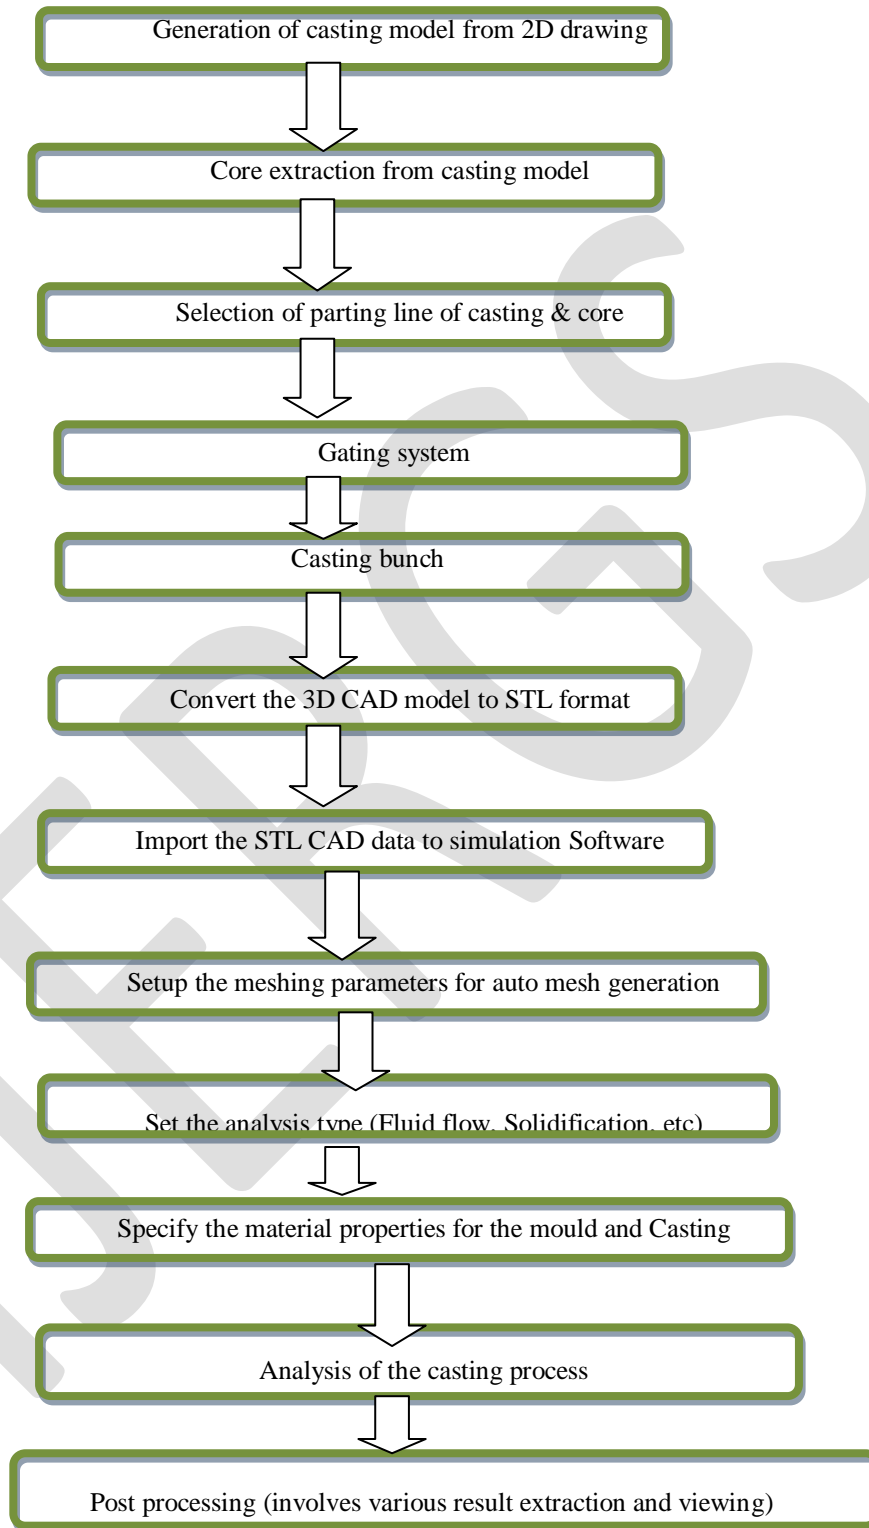 Generation of casting model from 2D drawing
Core extraction from casting model
Selection of parting line of casting & core
Gating system
Casting bunch
Convert the 3D CAD model to STL format
Import the STL CAD data to simulation Software
Setup the meshing parameters for auto mesh generation
Set the analysis type (Fluid flow, Solidification, etc)
Specify the material properties for the mould and Casting
Analysis of the casting process
Post processing (involves various result extraction and viewing)
IJERGS